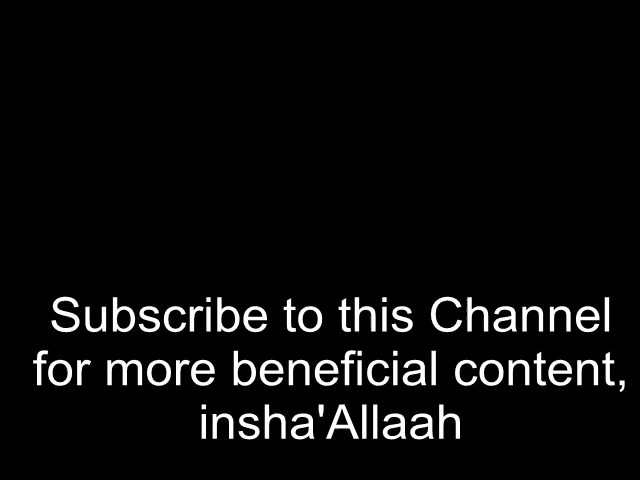 Subscribe to this Channel
for more beneficial content,
insha'Allaah